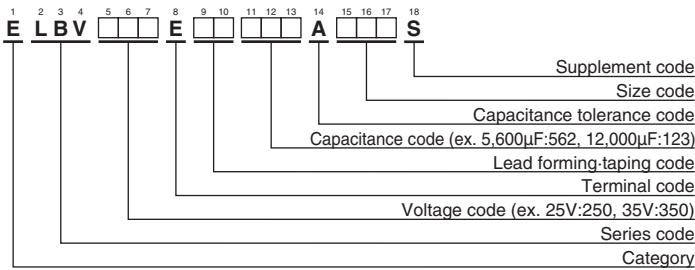 1 2 3 4 5 6 7 8 9 10 11 12 13 14 15 16 17 18
E L B V E A S
Supplement code
Size code
Capacitance tolerance code
Capacitance code (ex. 5,600µF:562, 12,000µF:123)
Lead forming·taping code
Terminal code
Voltage code (ex. 25V:250, 35V:350)
Series code
Category